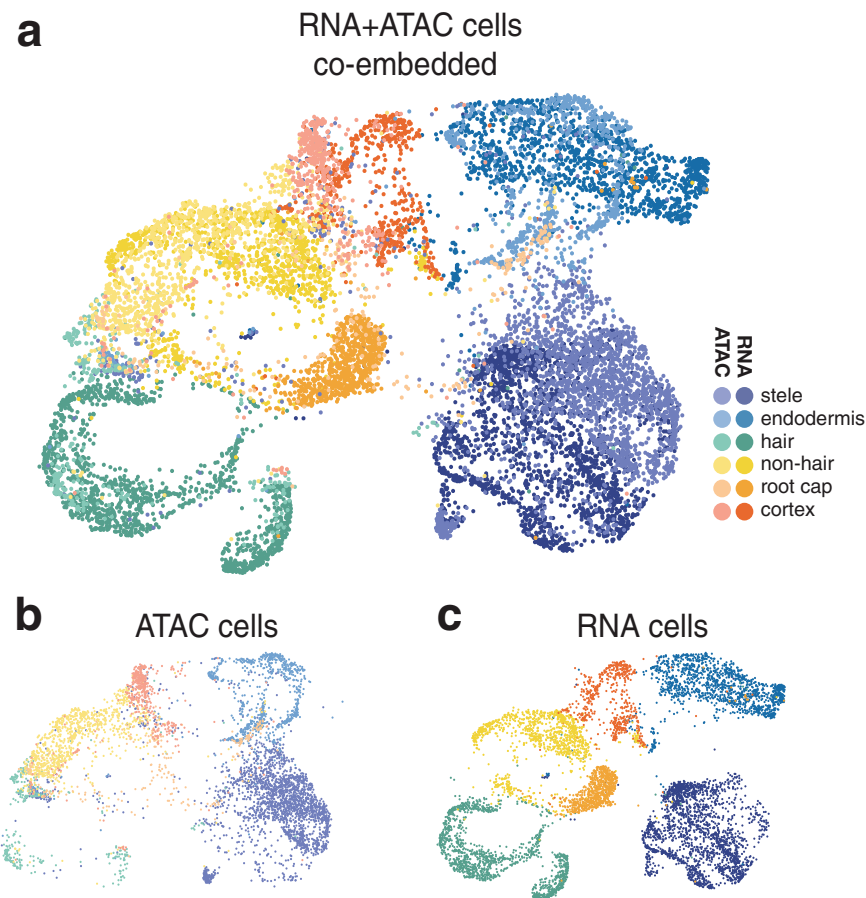 a
RNA+ATAC cells
co-embedded
RNA
ATAC
stele
endodermis
hair
non-hair
root cap
cortex
b
ATAC cells
c
RNA cells